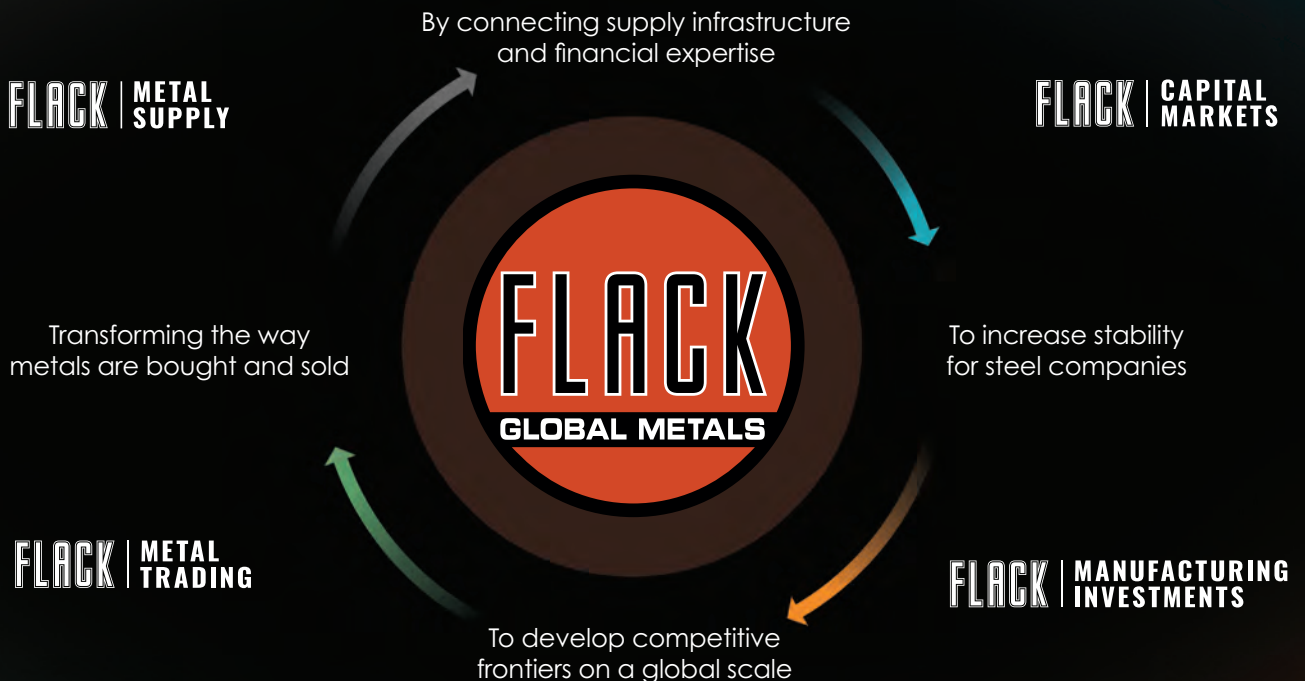 By connecting supply infrastructure
and financial expertise
FLACK METAL
SUPPLY
FLACK CAPITAL
MARKETS
FLACK
GLOBAL METALS
Transforming the way
metals are bought and sold
To increase stability
for steel companies
FLACK METAL
TRADING
FLACK MANUFACTURING
INVESTMENTS
To develop competitive
frontiers on a global scale